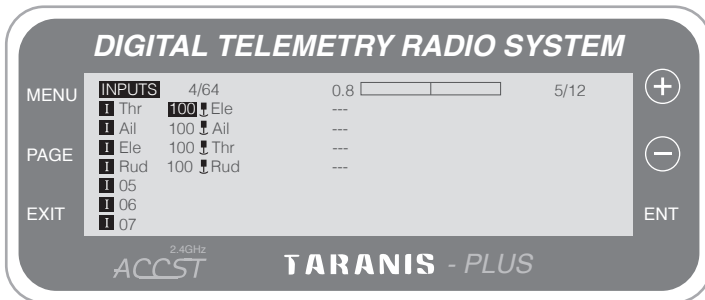 DIGITAL TELEMETRY RADIO SYSTEM
MENU
PAGE
EXIT
INPUTS 4/64 0.8 5/12
I Thr 100 Ele ---
I Ail 100 Ail ---
I Ele 100 Thr ---
I Rud 100 Rud ---
I 05
I 06
I 07
+
−
ENT
2.4GHz
ACCST
TARANIS - PLUS